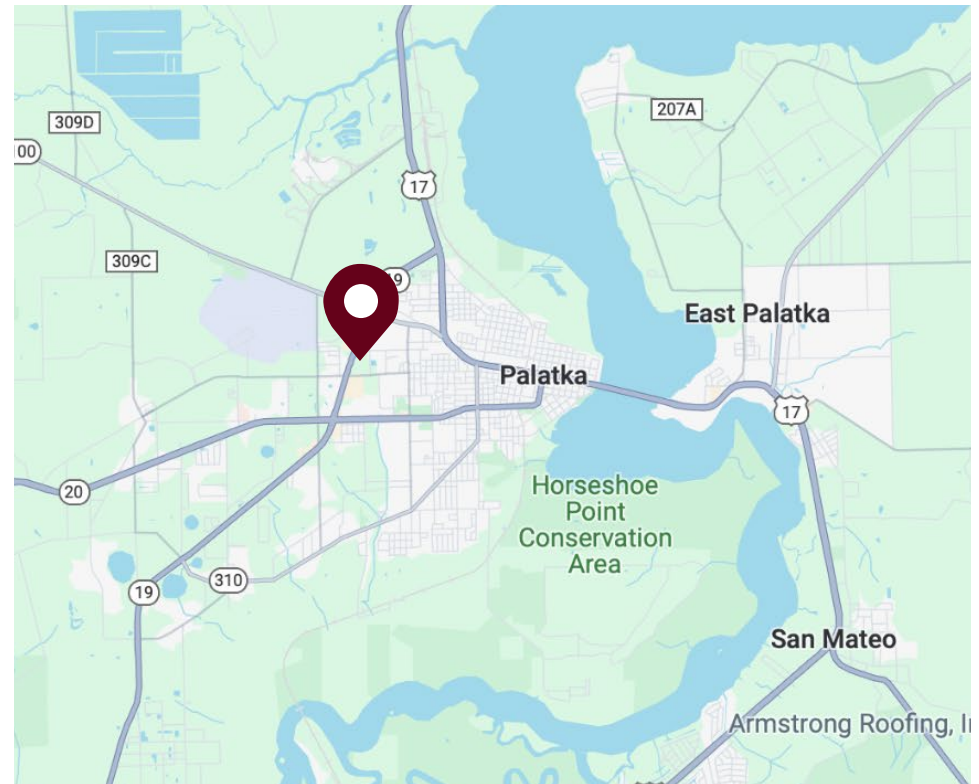 309D
207A
100
17
309C
19
East Palatka
Palatka
17
20
Horseshoe
Point
Conservation
Area
310
19
San Mateo
Armstrong Roofing,